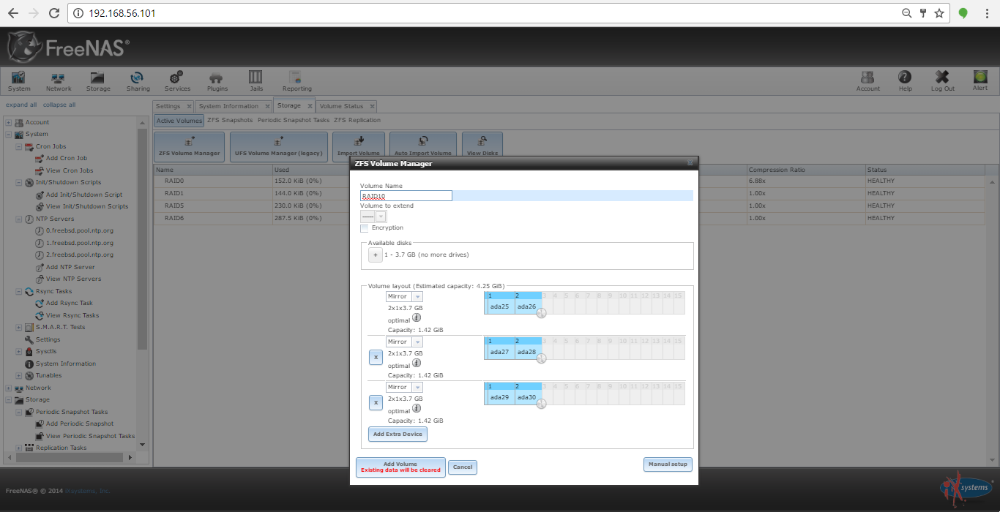 192.168.56.101
FreeNAS®
System Network Storage Sharing Services Plugins Jails Reporting Account Help Log Out Alert
expand all collapse all
Settings System Information Storage Volume Status
Active Volumes ZFS Snapshots Periodic Snapshot Tasks ZFS Replication
ZFS Volume Manager UFS Volume Manager (legacy) Import Volume Auto Import Volume View Disks
Name Used Compression Ratio Status
RAID0 152.0 KiB (0%) 6.88x HEALTHY
RAID1 144.0 KiB (0%) 1.00x HEALTHY
RAID5 230.0 KiB (0%) 1.00x HEALTHY
RAID6 287.5 KiB (0%) 1.00x HEALTHY
Account
System
Cron Jobs
Add Cron Job
View Cron Jobs
Init/Shutdown Scripts
Add Init/Shutdown Script
View Init/Shutdown Scripts
NTP Servers
0.freebsd.pool.ntp.org
1.freebsd.pool.ntp.org
2.freebsd.pool.ntp.org
Add NTP Server
View NTP Servers
Rsync Tasks
Add Rsync Task
View Rsync Tasks
S.M.A.R.T. Tests
Settings
Sysctls
System Information
Tunables
Network
Storage
Periodic Snapshot Tasks
Add Periodic Snapshot
View Periodic Snapshot Tasks
Replication Tasks
ZFS Volume Manager
Volume Name
RAID10
Volume to extend
-----
Encryption
Available disks
+ 1 - 3.7 GB (no more drives)
Volume layout (Estimated capacity: 4.25 GiB)
Mirror 1 2 3 4 5 6 7 8 9 10 11 12 13 14 15
2x1x3.7 GB ada25 ada26
optimal
Capacity: 1.42 GiB
Mirror 1 2 3 4 5 6 7 8 9 10 11 12 13 14 15
x 2x1x3.7 GB ada27 ada28
optimal
Capacity: 1.42 GiB
Mirror 1 2 3 4 5 6 7 8 9 10 11 12 13 14 15
x 2x1x3.7 GB ada29 ada30
optimal
Capacity: 1.42 GiB
Add Extra Device
Add Volume
Existing data will be cleared
Cancel
Manual setup
FreeNAS® © 2014 iXsystems, Inc.
iXsystems